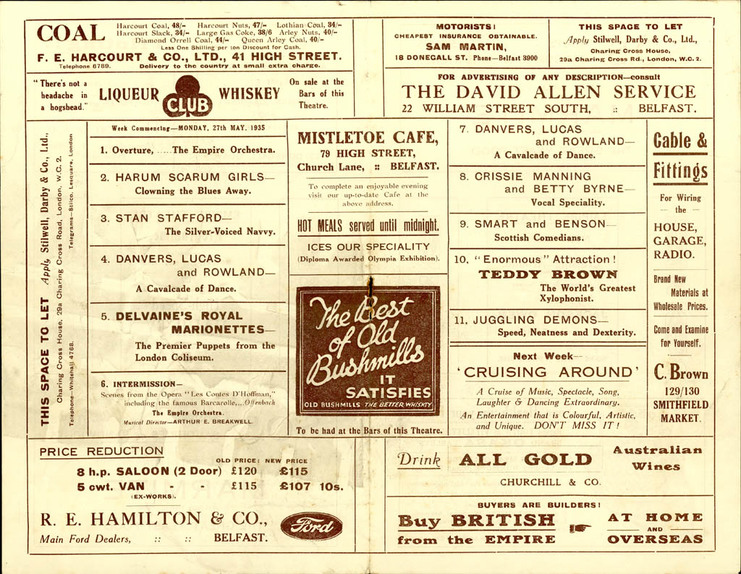 COAL
Harcourt Coal, 48/- Harcourt Nuts, 47/- Lothian Coal, 34/-
Harcourt Slack, 34/- Large Gas Coke, 38/6 Arley Nuts, 40/-
Diamond Orrell Coal, 44/- Queen Arley Coal, 40/-
Less One Shilling per ton Discount for Cash.
F. E. HARCOURT & CO., LTD., 41 HIGH STREET.
Telephone 6789. Delivery to the country at small extra charge.
MOTORISTS!
CHEAPEST INSURANCE OBTAINABLE.
SAM MARTIN,
18 DONEGALL ST, Phone—Belfast 8000
THIS SPACE TO LET
Apply Stilwell, Darby & Co., Ltd.,
Charing Cross House,
29a Charing Cross Rd., London, W.C. 2.
"There's not a
headache in
a hogshead."
LIQUEUR CLUB WHISKEY
On sale at the
Bars of this
Theatre.
FOR ADVERTISING OF ANY DESCRIPTION—consult
THE DAVID ALLEN SERVICE
22 WILLIAM STREET SOUTH, :: BELFAST.
THIS SPACE TO LET Apply Stilwell, Darby & Co., Ltd.,
Charing Cross House, 29a Charing Cross Road, London, W.C. 2.
Telephone—Whitehall 4768. Telegrams—Strico, Lesquare, London
Week Commencing—MONDAY, 27th MAY, 1935
1. Overture, .... The Empire Orchestra.
2. HARUM SCARUM GIRLS—
Clowning the Blues Away.
3. STAN STAFFORD—
The Silver-Voiced Navvy.
4. DANVERS, LUCAS
and ROWLAND—
A Cavalcade of Dance.
5. DELVAINE'S ROYAL
MARIONETTES—
The Premier Puppets from the
London Coliseum.
6. INTERMISSION—
Scenes from the Opera "Les Contes D'Hoffman,"
including the famous Barcarolle,...Offenbach
The Empire Orchestra.
Musical Director—ARTHUR E. BREAKWELL.
MISTLETOE CAFE,
79 HIGH STREET,
Church Lane, :: BELFAST.
To complete an enjoyable evening
visit our up-to-date Cafe at the
above address.
HOT MEALS served until midnight.
ICES OUR SPECIALITY
(Diploma Awarded Olympia Exhibition).
The Best
of Old
Bushmills
IT
SATISFIES
OLD BUSHMILLS THE BETTER WHISKY
To be had at the Bars of this Theatre.
7. DANVERS, LUCAS
and ROWLAND—
A Cavalcade of Dance.
8. CRISSIE MANNING
and BETTY BYRNE—
Vocal Speciality.
9. SMART and BENSON—
Scottish Comedians.
10. "Enormous" Attraction!
TEDDY BROWN
The World's Greatest
Xylophonist.
11. JUGGLING DEMONS—
Speed, Neatness and Dexterity.
Next Week—
'CRUISING AROUND'
A Cruise of Music, Spectacle, Song,
Laughter & Dancing Extraordinary.
An Entertainment that is Colourful, Artistic,
and Unique. DON'T MISS IT!
Cable &
Fittings
For Wiring
— the —
HOUSE,
GARAGE,
RADIO.
Brand New
Materials at
Wholesale Prices.
Come and Examine
for Yourself.
C. Brown
129/130
SMITHFIELD
MARKET.
PRICE REDUCTION
OLD PRICE: NEW PRICE
8 h.p. SALOON (2 Door) £120 £115
5 cwt. VAN - - £115 £107 10s.
(EX-WORKS).
R. E. HAMILTON & CO.,
Main Ford Dealers, :: :: BELFAST.
Ford
Drink ALL GOLD Australian
Wines
CHURCHILL & CO.
BUYERS ARE BUILDERS!
Buy BRITISH
from the EMPIRE
AT HOME
AND
OVERSEAS